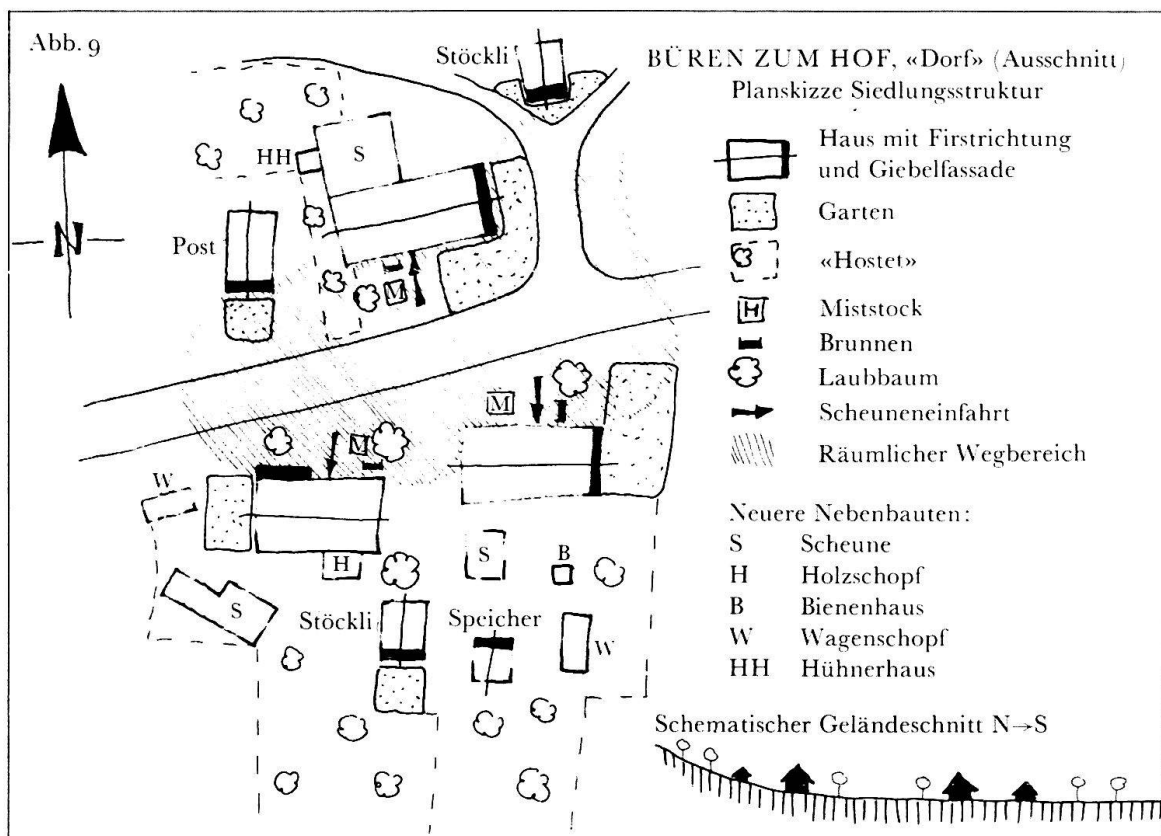 Abb. 9
Stöckli
HH
S
Post
M
N
BÜREN ZUM HOF, «Dorf» (Ausschnitt)
Planskizze Siedlungsstruktur
Haus mit Firstrichtung
und Giebelfassade
Garten
«Hostet»
H Miststock
Brunnen
Laubbaum
Scheuneneinfahrt
Räumlicher Wegbereich
M
M
W
H
S
B
S
Stöckli
Speicher
W
Neuere Nebenbauten:
S Scheune
H Holzschopf
B Bienenhaus
W Wagenschopf
HH Hühnerhaus
Schematischer Geländeschnitt N→S